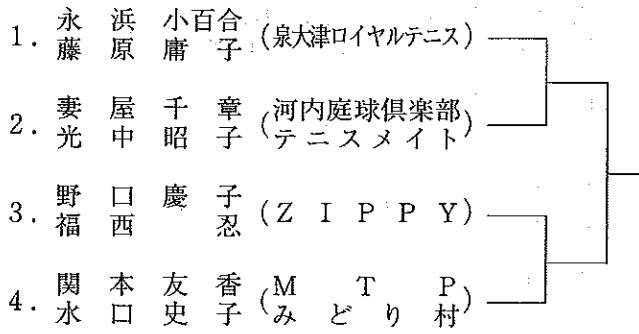 1. 永浜小百合 (泉大津ロイヤルテニス)
藤原庸子
2. 妻屋千章 (河内庭球倶楽部
光中昭子 テニスメイト)
3. 野口慶子 (ZIPPY)
福西忍
4. 関本友香 (MTP
水口史子 みどり村)